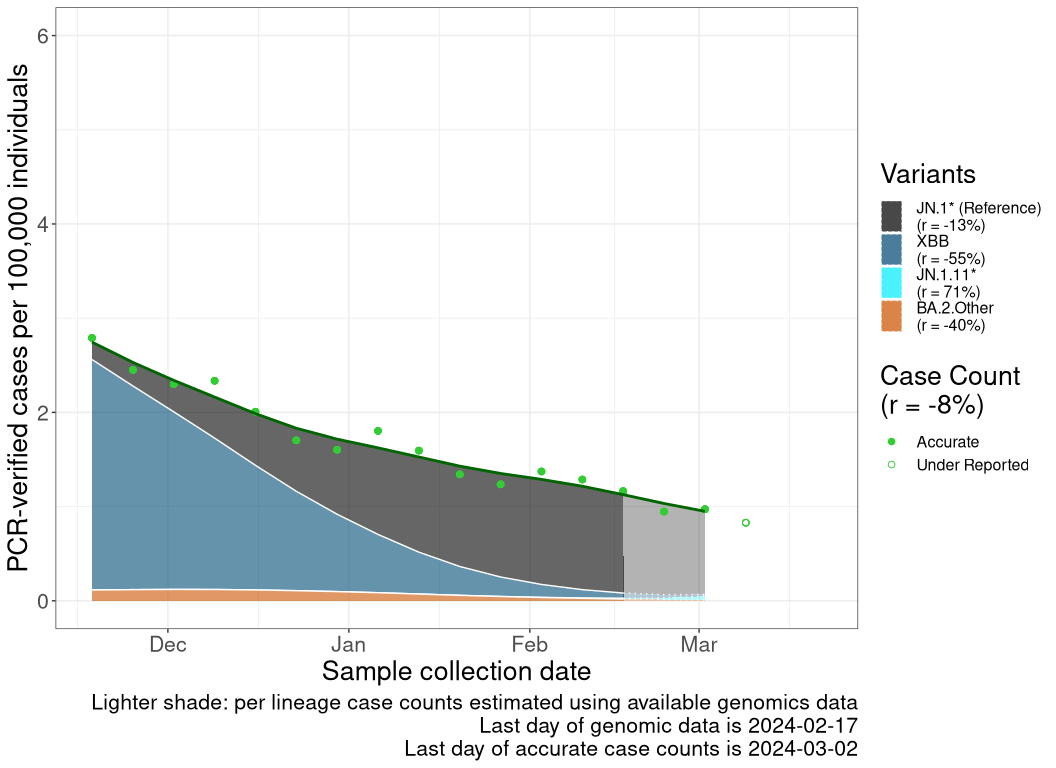 PCR-verified cases per 100,000 individuals
6
4
2
0
Dec
Jan
Feb
Mar
Sample collection date
Lighter shade: per lineage case counts estimated using available genomics data
Last day of genomic data is 2024-02-17
Last day of accurate case counts is 2024-03-02
Variants
JN.1* (Reference)
(r = -13%)
XBB
(r = -55%)
JN.1.11*
(r = 71%)
BA.2.Other
(r = -40%)
Case Count
(r = -8%)
Accurate
Under Reported